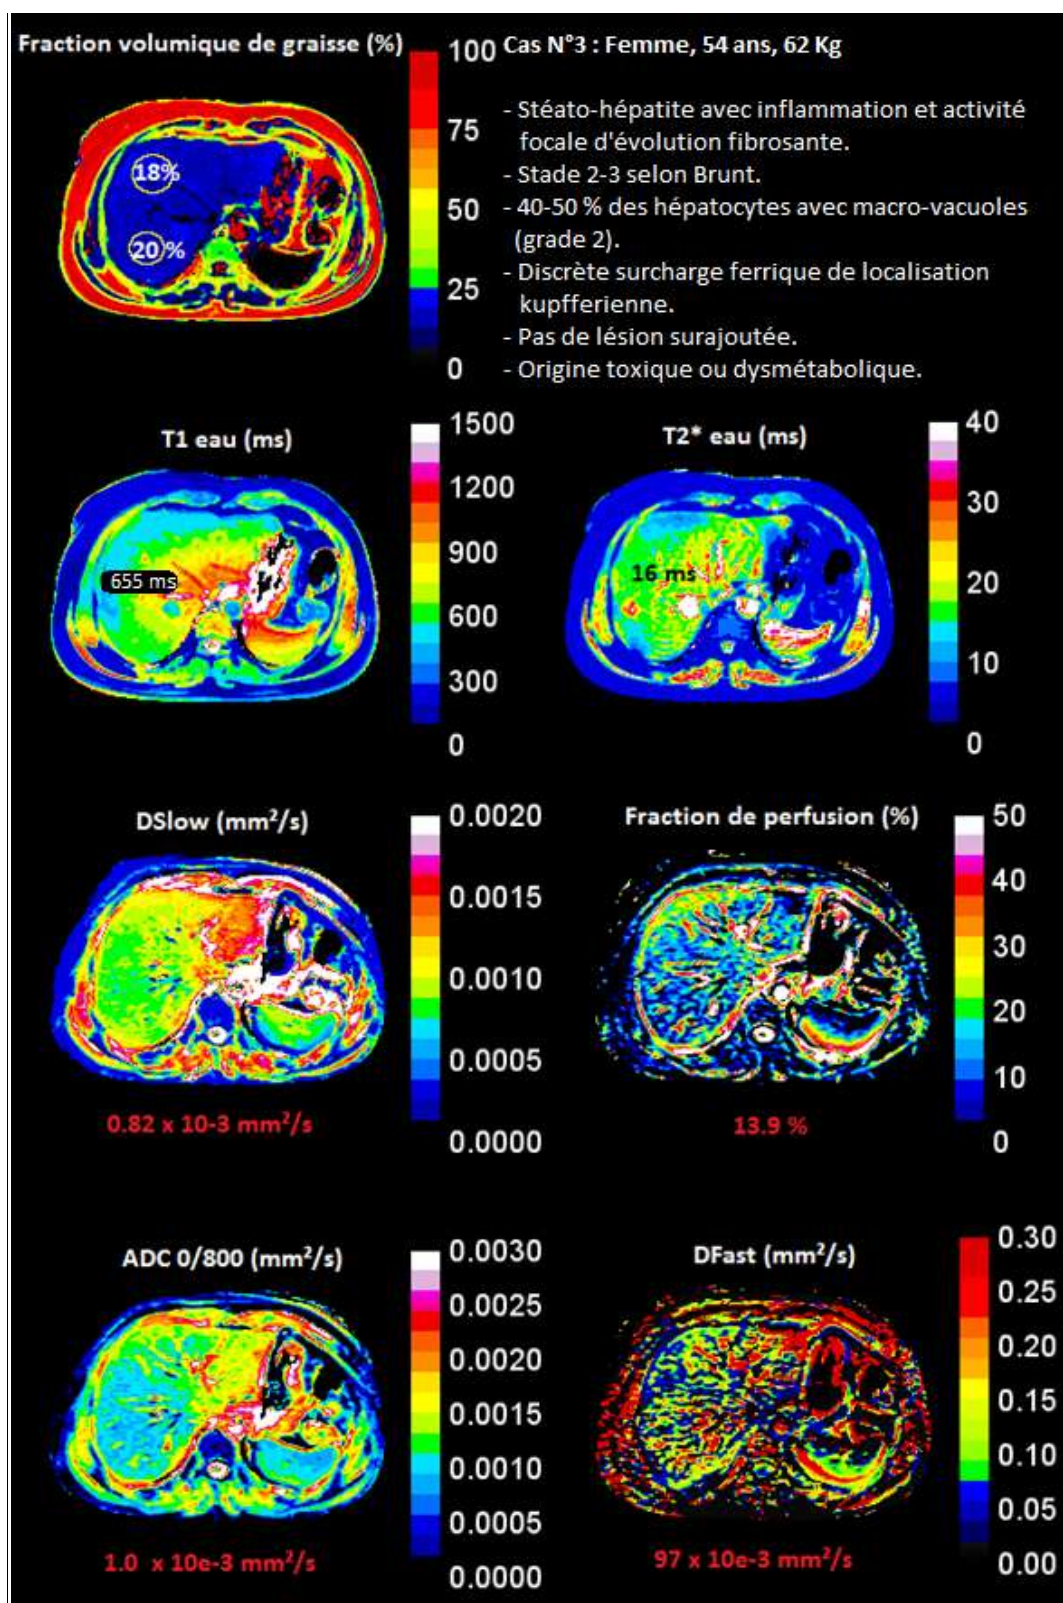 Fraction volumique de graisse (%)
100
75
50
25
0
18%
20 %
Cas N°3 : Femme, 54 ans, 62 Kg
- Stéato-hépatite avec inflammation et activité
focale d'évolution fibrosante.
- Stade 2-3 selon Brunt.
- 40-50 % des hépatocytes avec macro-vacuoles
(grade 2).
- Discrète surcharge ferrique de localisation
kupfferienne.
- Pas de lésion surajoutée.
- Origine toxique ou dysmétabolique.
T1 eau (ms)
1500
1200
900
600
300
0
655 ms
T2* eau (ms)
40
30
20
10
0
16 ms
DSlow (mm²/s)
0.0020
0.0015
0.0010
0.0005
0.0000
0.82 x 10-3 mm²/s
Fraction de perfusion (%)
50
40
30
20
10
0
13.9 %
ADC 0/800 (mm²/s)
0.0030
0.0025
0.0020
0.0015
0.0010
0.0005
0.0000
1.0 x 10e-3 mm²/s
DFast (mm²/s)
0.30
0.25
0.20
0.15
0.10
0.05
0.00
97 x 10e-3 mm²/s